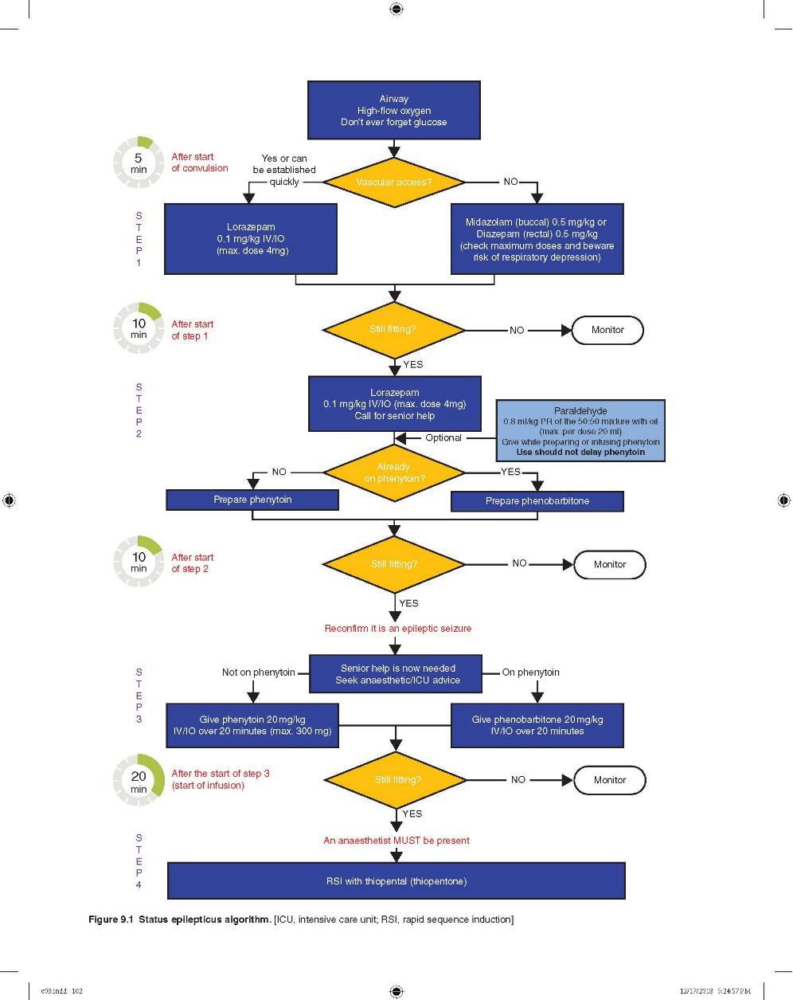 Airway
High-flow oxygen
Don't ever forget glucose
5
min
After start
of convulsion
Yes or can
be established
quickly
Vascular access?
NO
S
T
E
P
1
Lorazepam
0.1 mg/kg IV/IO
(max. dose 4mg)
Midazolam (buccal) 0.5 mg/kg or
Diazepam (rectal) 0.5 mg/kg
(check maximum doses and beware
risk of respiratory depression)
10
min
After start
of step 1
Still fitting?
NO
Monitor
YES
S
T
E
P
2
Lorazepam
0.1 mg/kg IV/IO (max. dose 4mg)
Call for senior help
Optional
Paraldehyde
0.8 ml/kg PR of the 50:50 mixture with oil
(max. per dose 20 ml)
Give while preparing or infusing phenytoin
Use should not delay phenytoin
Already
on phenytoin?
NO
YES
Prepare phenytoin
Prepare phenobarbitone
10
min
After start
of step 2
Still fitting?
NO
Monitor
YES
Reconfirm it is an epileptic seizure
S
T
E
P
3
Not on phenytoin
Senior help is now needed
Seek anaesthetic/ICU advice
On phenytoin
Give phenytoin 20 mg/kg
IV/IO over 20 minutes (max. 300 mg)
Give phenobarbitone 20 mg/kg
IV/IO over 20 minutes
20
min
After the start of step 3
(start of infusion)
Still fitting?
NO
Monitor
YES
An anaesthetist MUST be present
S
T
E
P
4
RSI with thiopental (thiopentone)
Figure 9.1 Status epilepticus algorithm. [ICU, intensive care unit; RSI, rapid sequence induction]
c09.indd 102
12/17/2018 5:24:57 PM